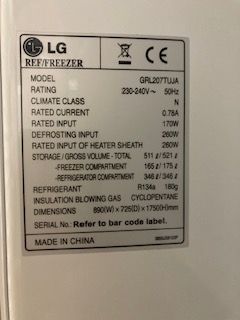 LG
REF/FREEZER
MODEL GRL207TUJA
RATING 230-240V~ 50Hz
CLIMATE CLASS N
RATED CURRENT 0.78A
RATED INPUT 170W
DEFROSTING INPUT 260W
RATED INPUT OF HEATER SHEATH 260W
STORAGE / GROSS VOLUME - TOTAL 511 ℓ / 521 ℓ
-FREEZER COMPARTMENT 165 ℓ / 175 ℓ
-REFRIGERATOR COMPARTMENT 346 ℓ / 346 ℓ
REFRIGERANT R134a 180g
INSULATION BLOWING GAS CYCLOPENTANE
DIMENSIONS 890(W)×725(D)×1750(H)mm
SERIAL No.: Refer to bar code label.
MADE IN CHINA